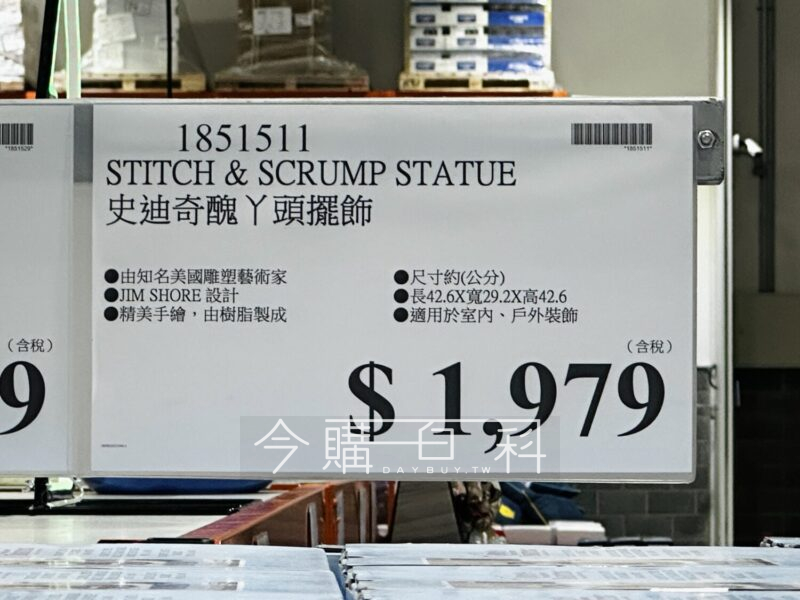 1851511
*1851529*
*1851511*
STITCH & SCRUMP STATUE
史迪奇醜丫頭擺飾
●由知名美國雕塑藝術家
●JIM SHORE 設計
●精美手繪，由樹脂製成
●尺寸約(公分)
●長42.6X寬29.2X高42.6
●適用於室內、戶外裝飾
(含稅)
9
(含稅)
$ 1,979
今購百科
DAYBUY.TW